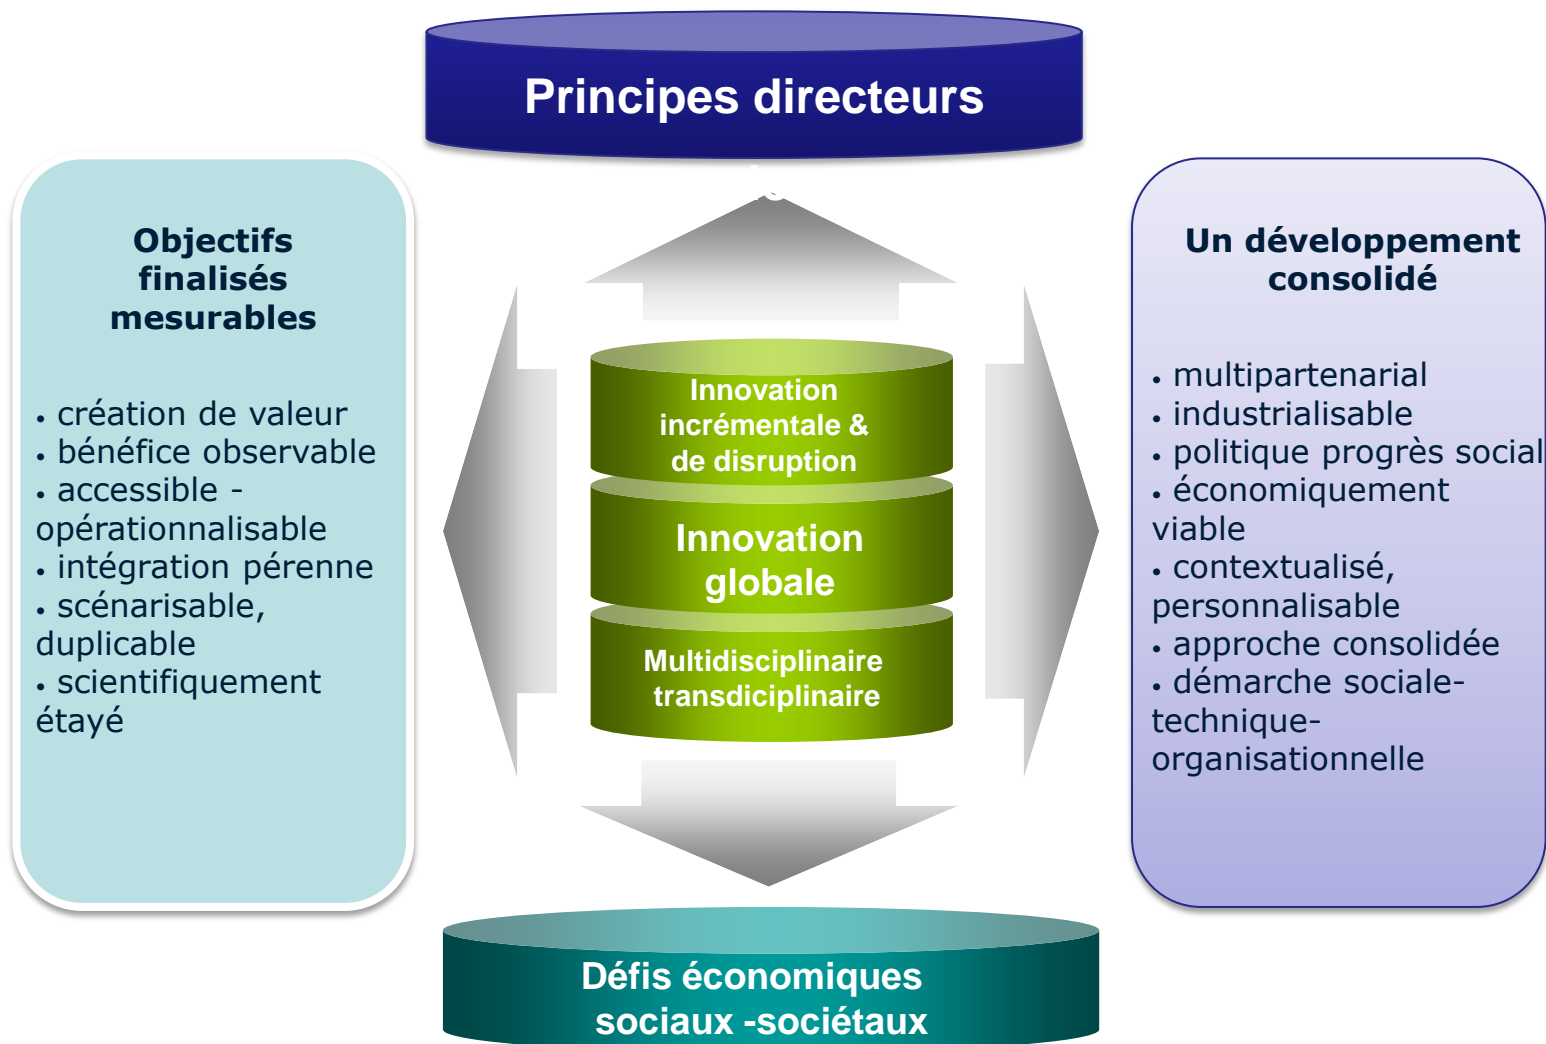 Principes directeurs
Objectifs
finalisés
mesurables
• création de valeur
• bénéfice observable
• accessible -
opérationnalisable
• intégration pérenne
• scénarisable,
duplicable
• scientifiquement
étayé
Innovation
incrémentale &
de disruption
Innovation
globale
Multidisciplinaire
transdiciplinaire
Un développement
consolidé
• multipartenarial
• industrialisable
• politique progrès social
• économiquement
viable
• contextualisé,
personnalisable
• approche consolidée
• démarche sociale-
technique-
organisationnelle
Défis économiques
sociaux -sociétaux